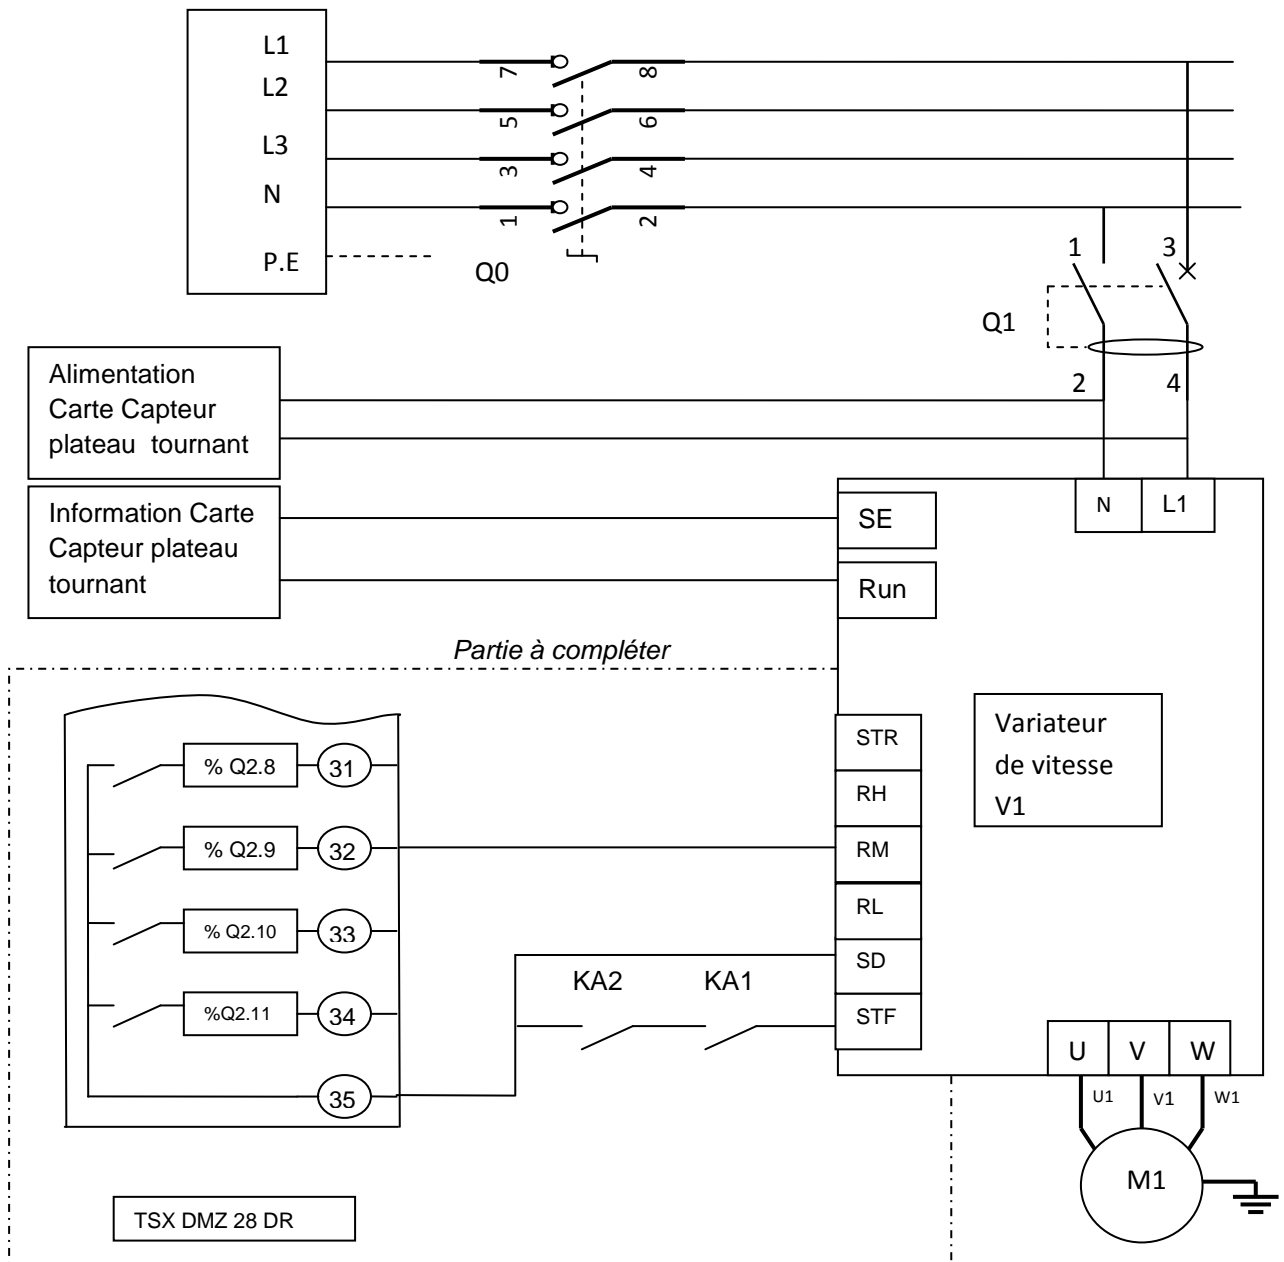 L1
7
8
L2
5
6
L3
3
4
N
1
2
P.E
Q0
1
3
Q1
2
4
Alimentation
Carte Capteur
plateau tournant
N
L1
Information Carte
Capteur plateau
tournant
SE
Run
Partie à compléter
Variateur
de vitesse
V1
STR
RH
RM
RL
SD
STF
% Q2.8
31
% Q2.9
32
% Q2.10
33
%Q2.11
34
35
KA2
KA1
U
V
W
U1
V1
W1
M1
TSX DMZ 28 DR